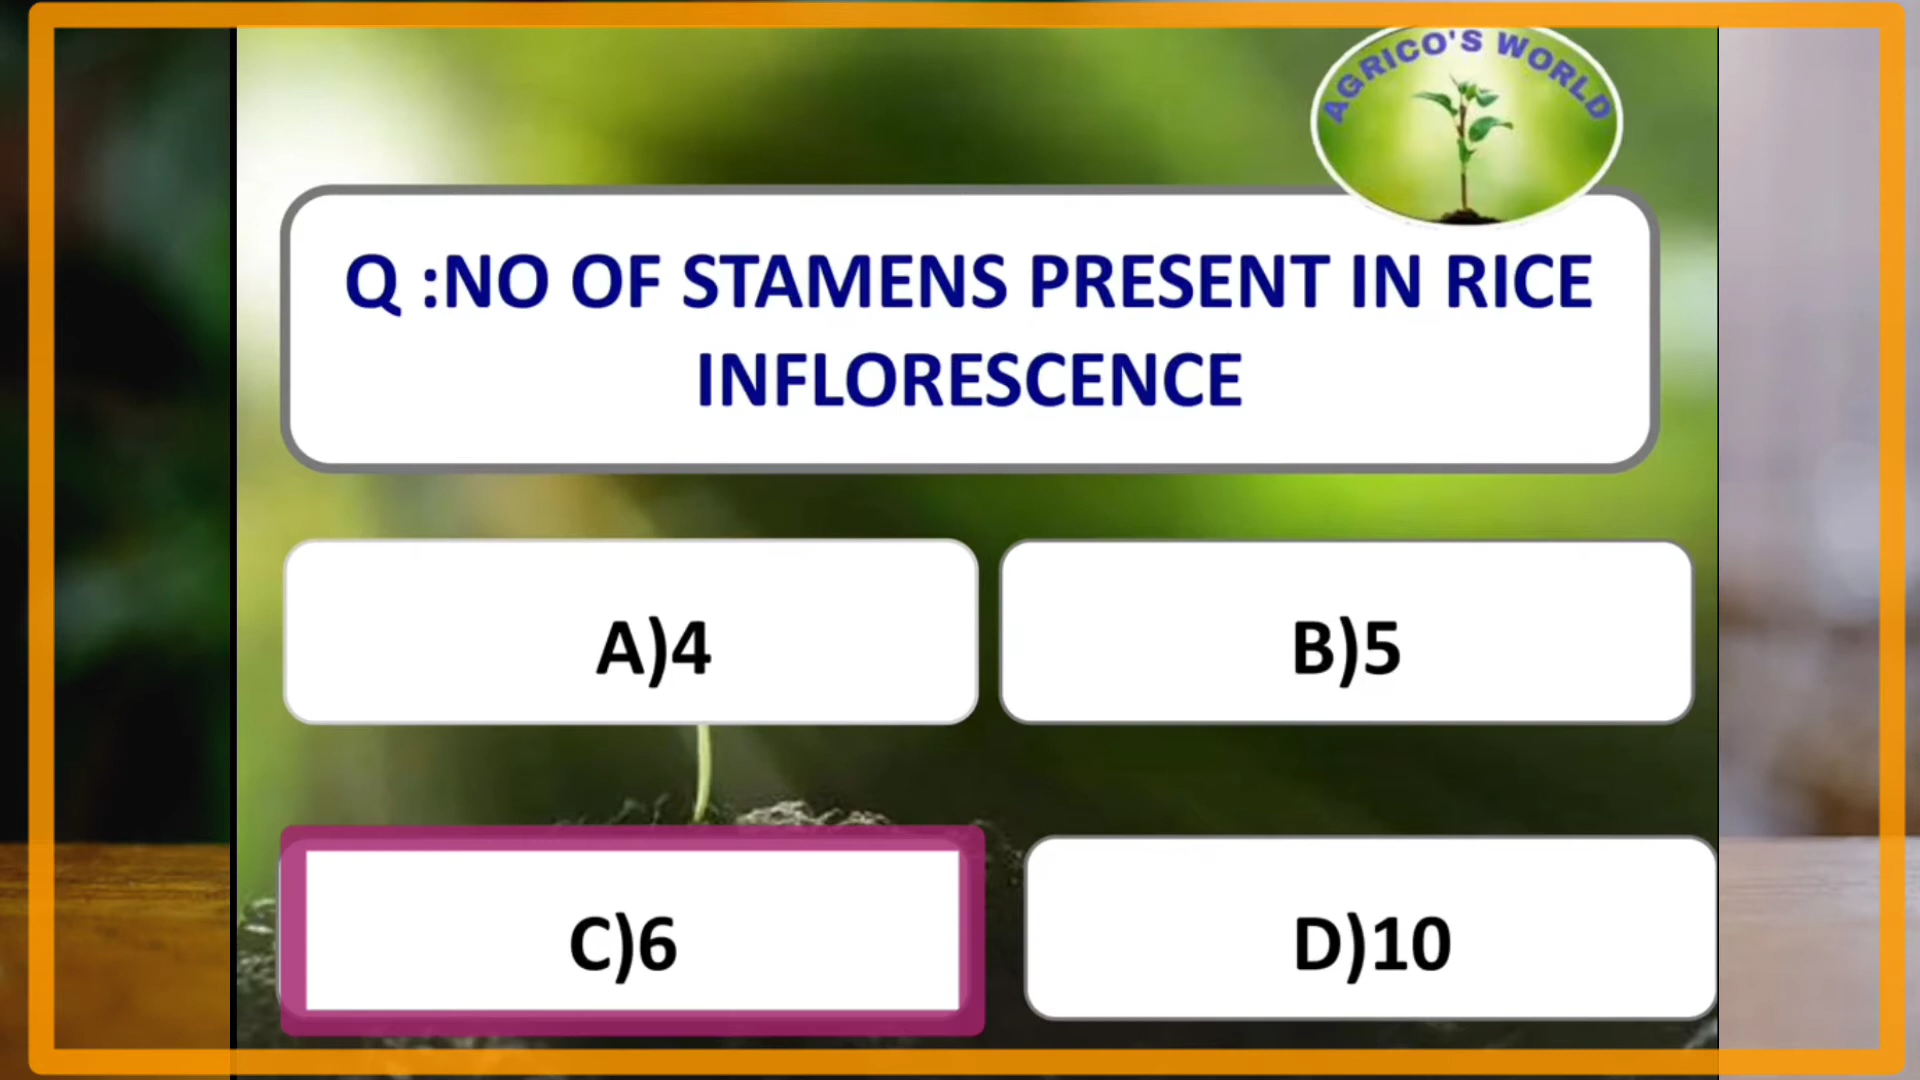 AGRICO'S WORLD
Q :NO OF STAMENS PRESENT IN RICE
INFLORESCENCE
A)4
B)5
C)6
D)10